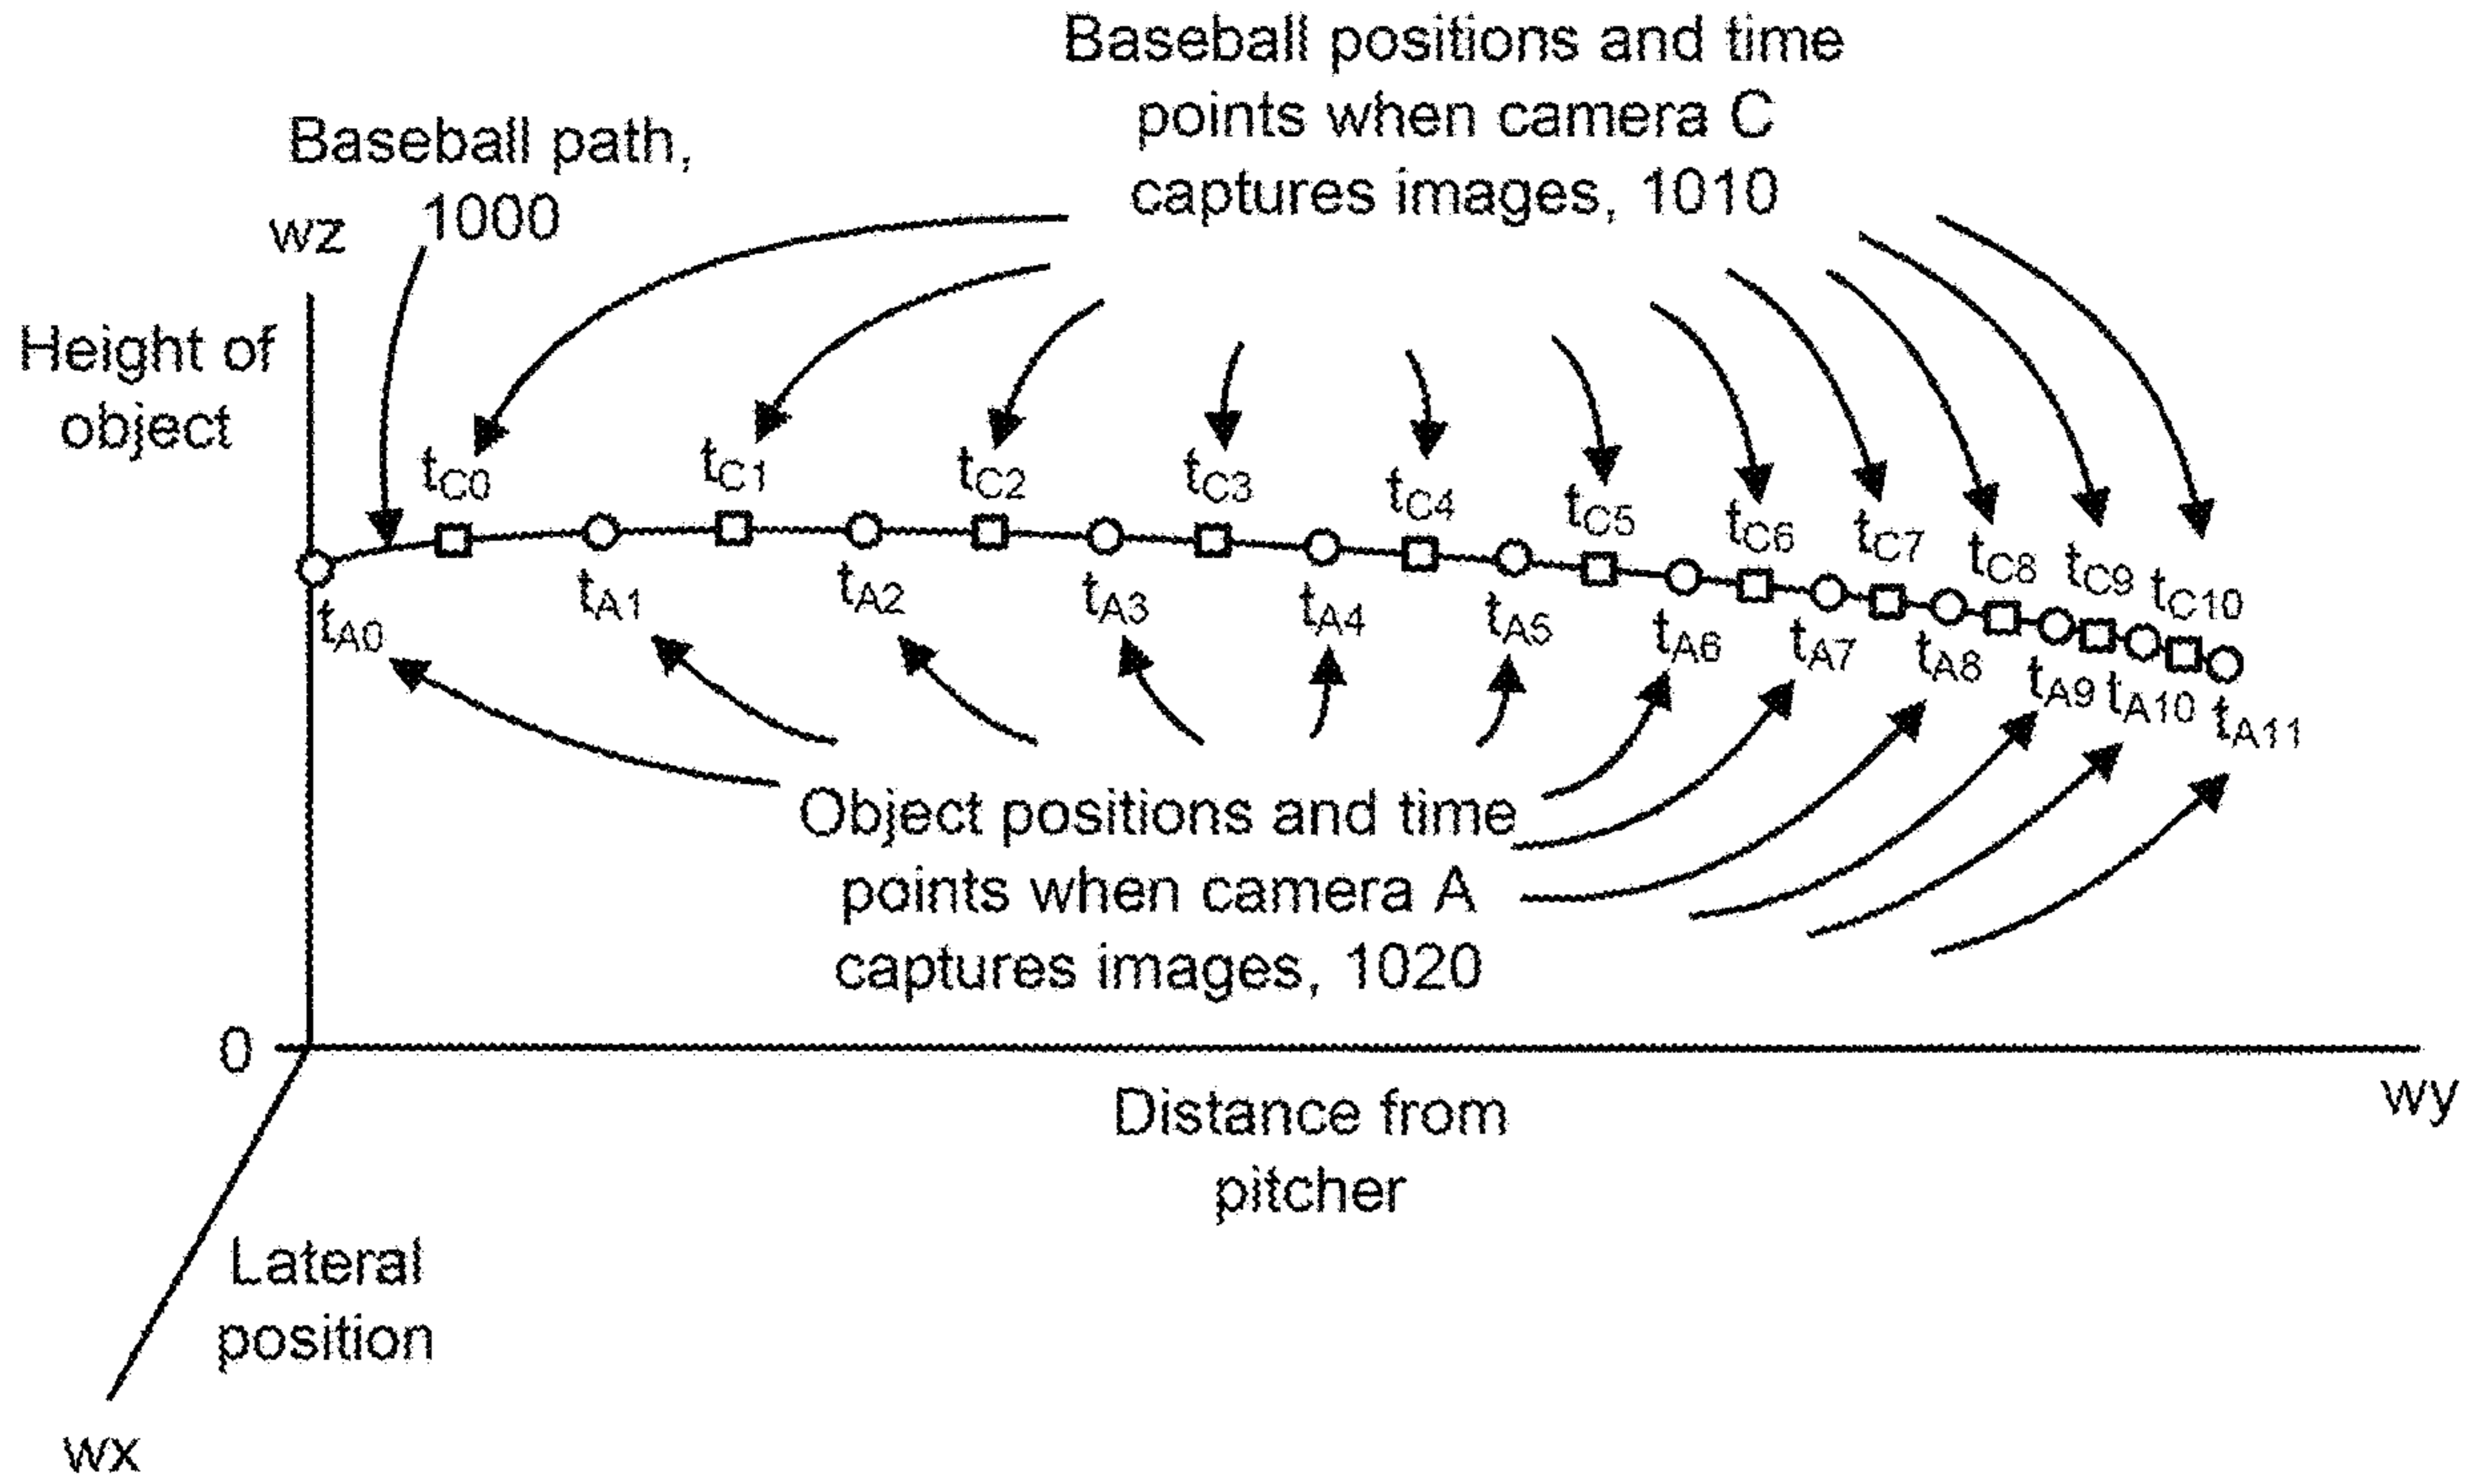 Baseball positions and time
points when camera C
captures images, 1010
Baseball path,
1000
wz
Height of
object
tC0
tC1
tC2
tC3
tC4
tC5
tC6
tC7
tC8
tC9
tC10
tA0
tA1
tA2
tA3
tA4
tA5
tA6
tA7
tA8
tA9
tA10
tA11
Object positions and time
points when camera A
captures images, 1020
0
wy
Distance from
pitcher
Lateral
position
wx